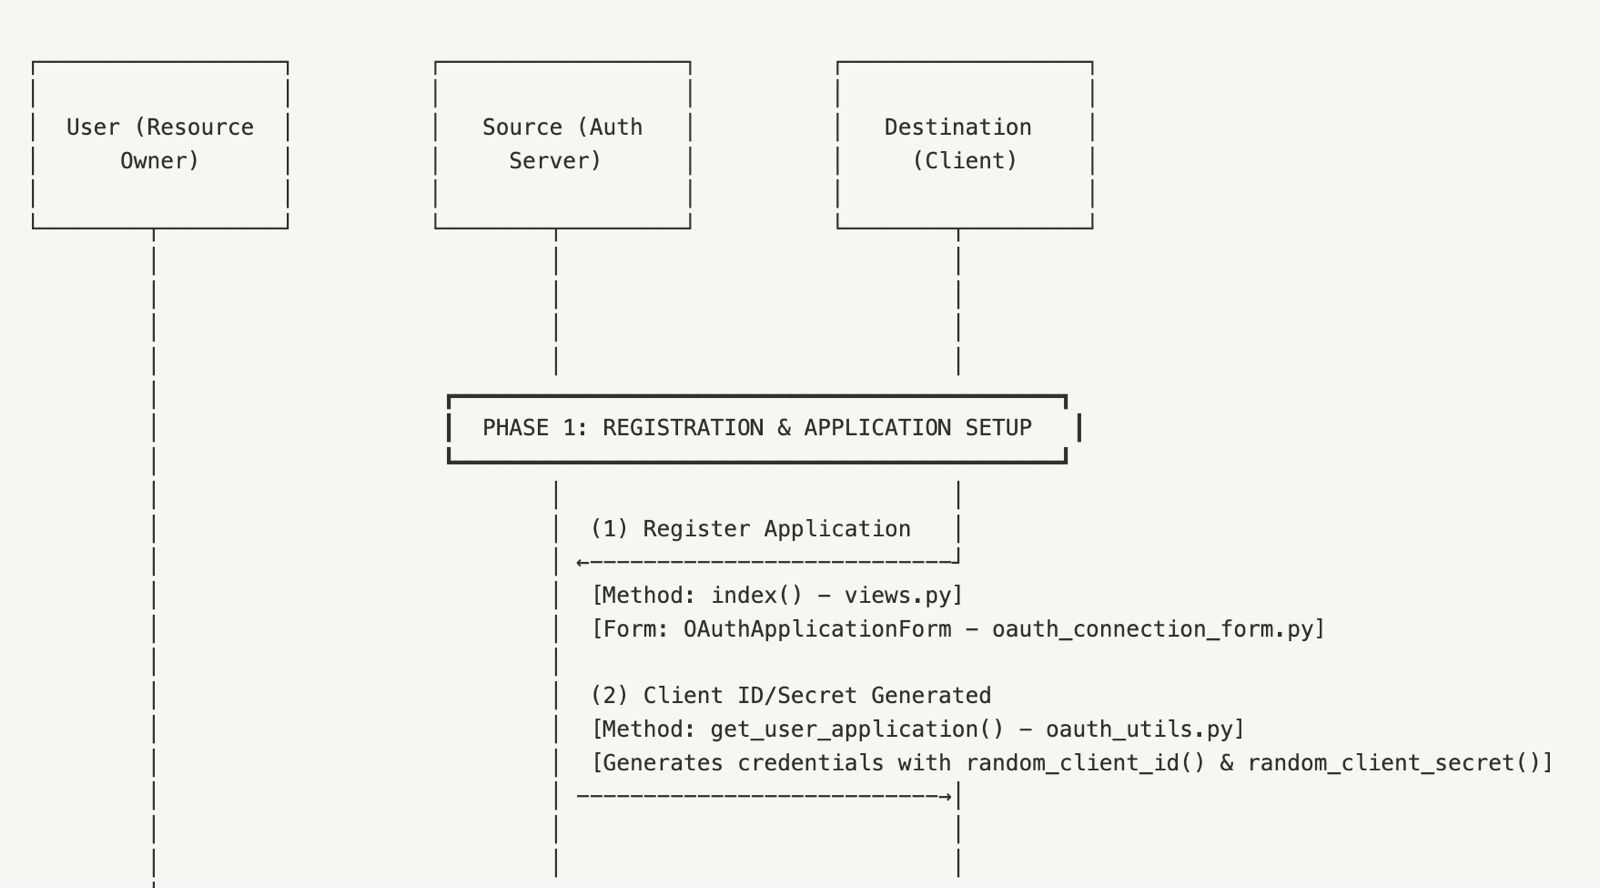 User (Resource
Owner)
Source (Auth
Server)
Destination
(Client)
PHASE 1: REGISTRATION & APPLICATION SETUP
(1) Register Application
[Method: index() – views.py]
[Form: OAuthApplicationForm – oauth_connection_form.py]
(2) Client ID/Secret Generated
[Method: get_user_application() – oauth_utils.py]
[Generates credentials with random_client_id() & random_client_secret()]